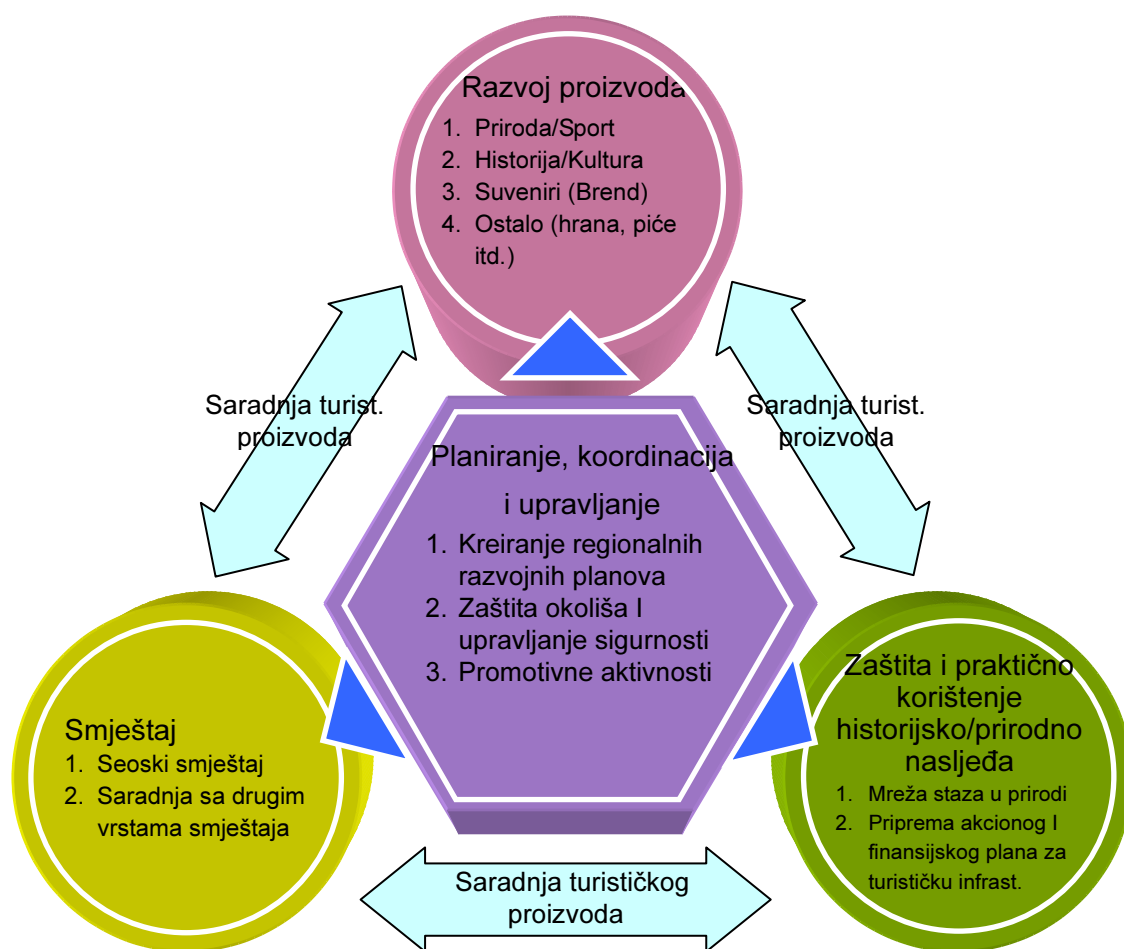 Razvoj proizvoda
1. Priroda/Sport
2. Historija/Kultura
3. Suveniri (Brend)
4. Ostalo (hrana, piće
itd.)
Saradnja turist.
proizvoda
Saradnja turist.
proizvoda
Planiranje, koordinacija
i upravljanje
1. Kreiranje regionalnih
razvojnih planova
2. Zaštita okoliša I
upravljanje sigurnosti
3. Promotivne aktivnosti
Smještaj
1. Seoski smještaj
2. Saradnja sa drugim
vrstama smještaja
Zaštita i praktično
korištenje
historijsko/prirodno
nasljeđa
1. Mreža staza u prirodi
2. Priprema akcionog I
finansijskog plana za
turističku infrast.
Saradnja turističkog
proizvoda